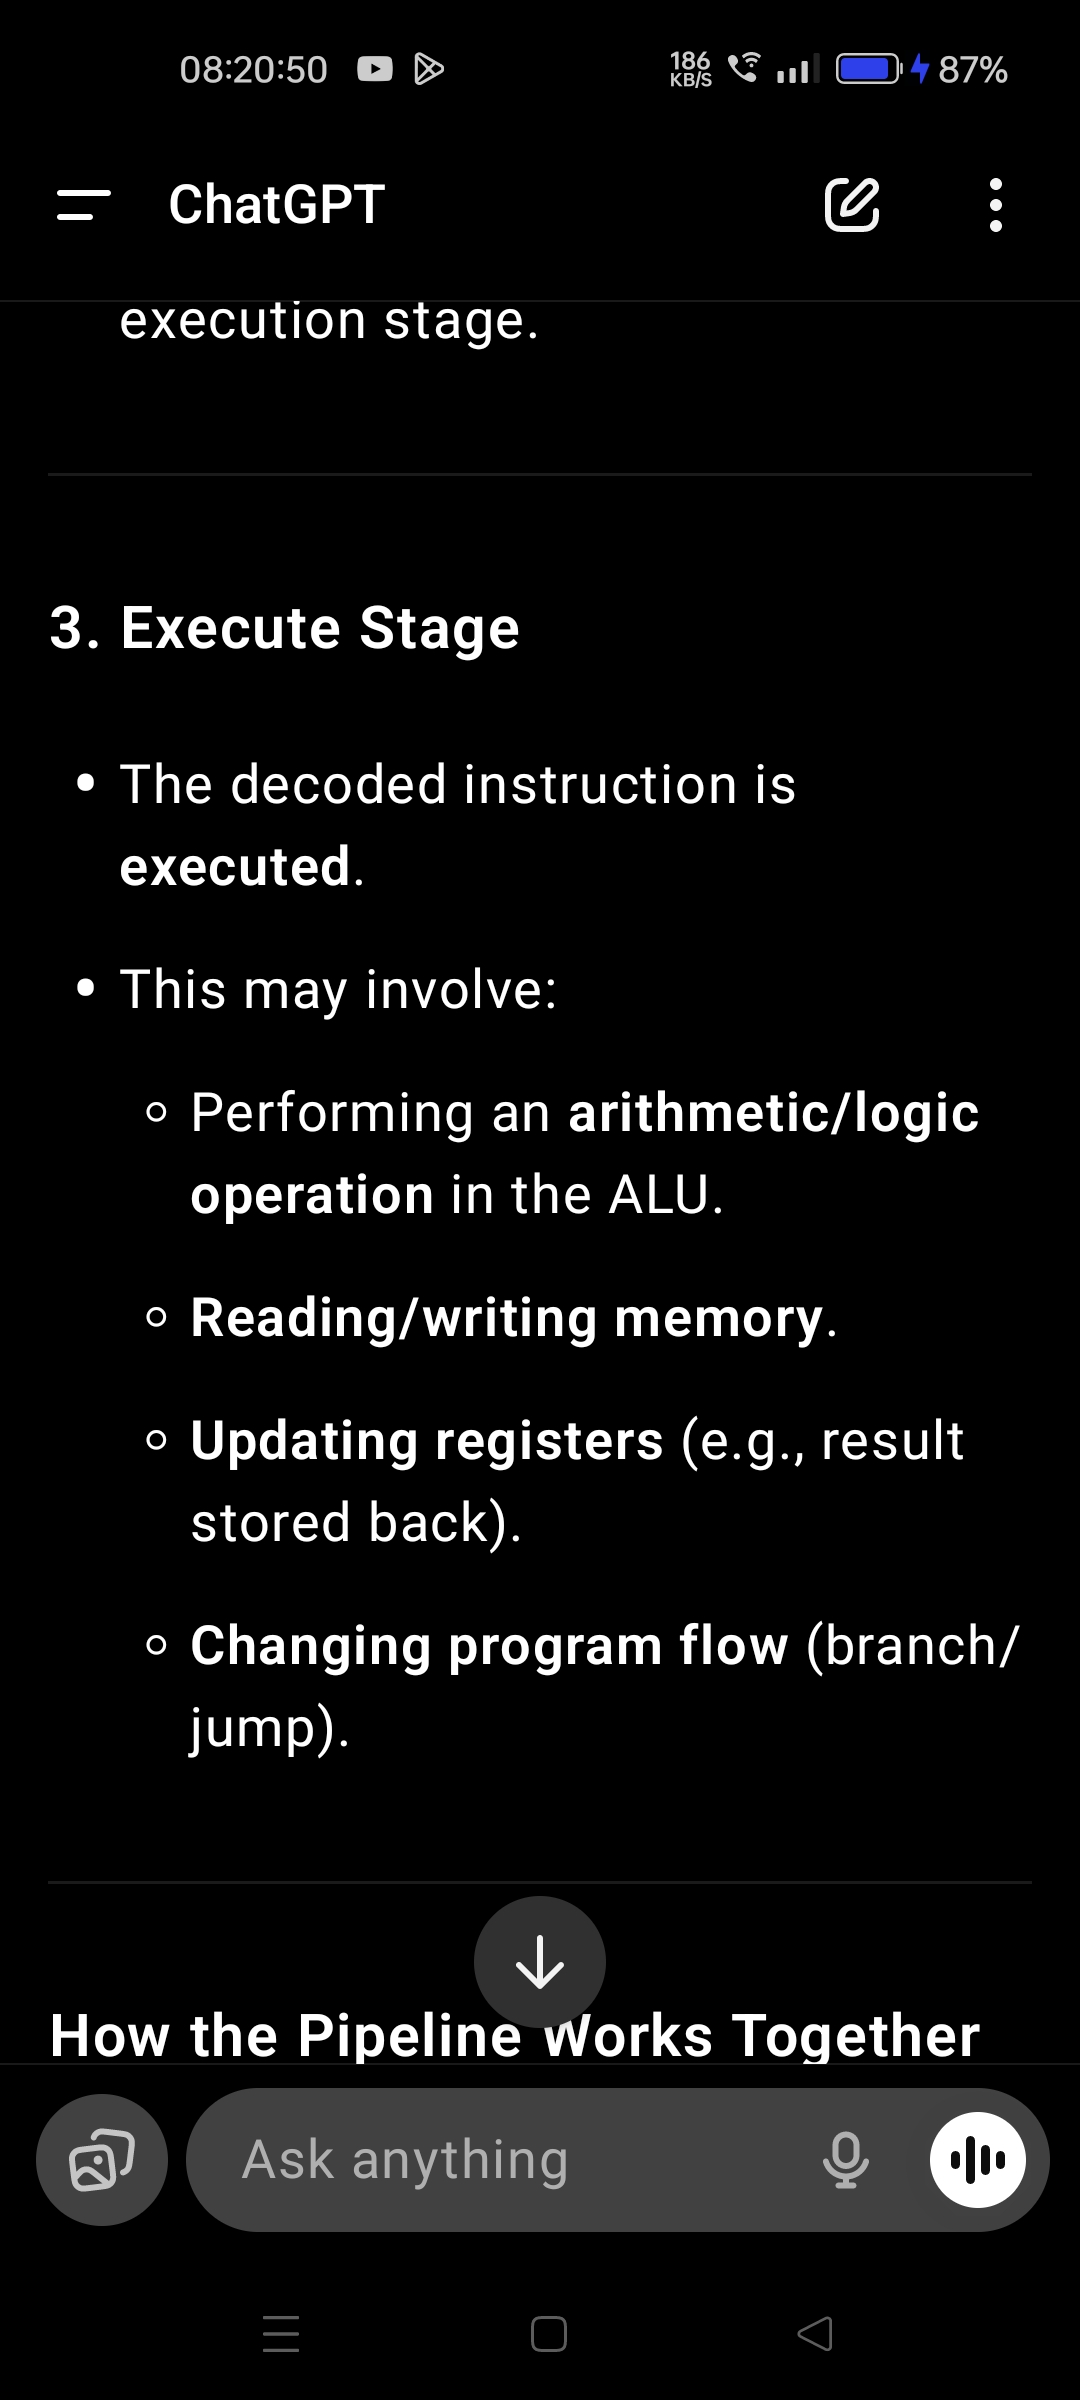 08:20:50
186
KB/S
87%
ChatGPT
execution stage.
3. Execute Stage
• The decoded instruction is
executed.
• This may involve:
Performing an arithmetic/logic
operation in the ALU.
Reading/writing memory.
Updating registers (e.g., result
stored back).
Changing program flow (branch/
jump).
How the Pipeline Works Together
Ask anything